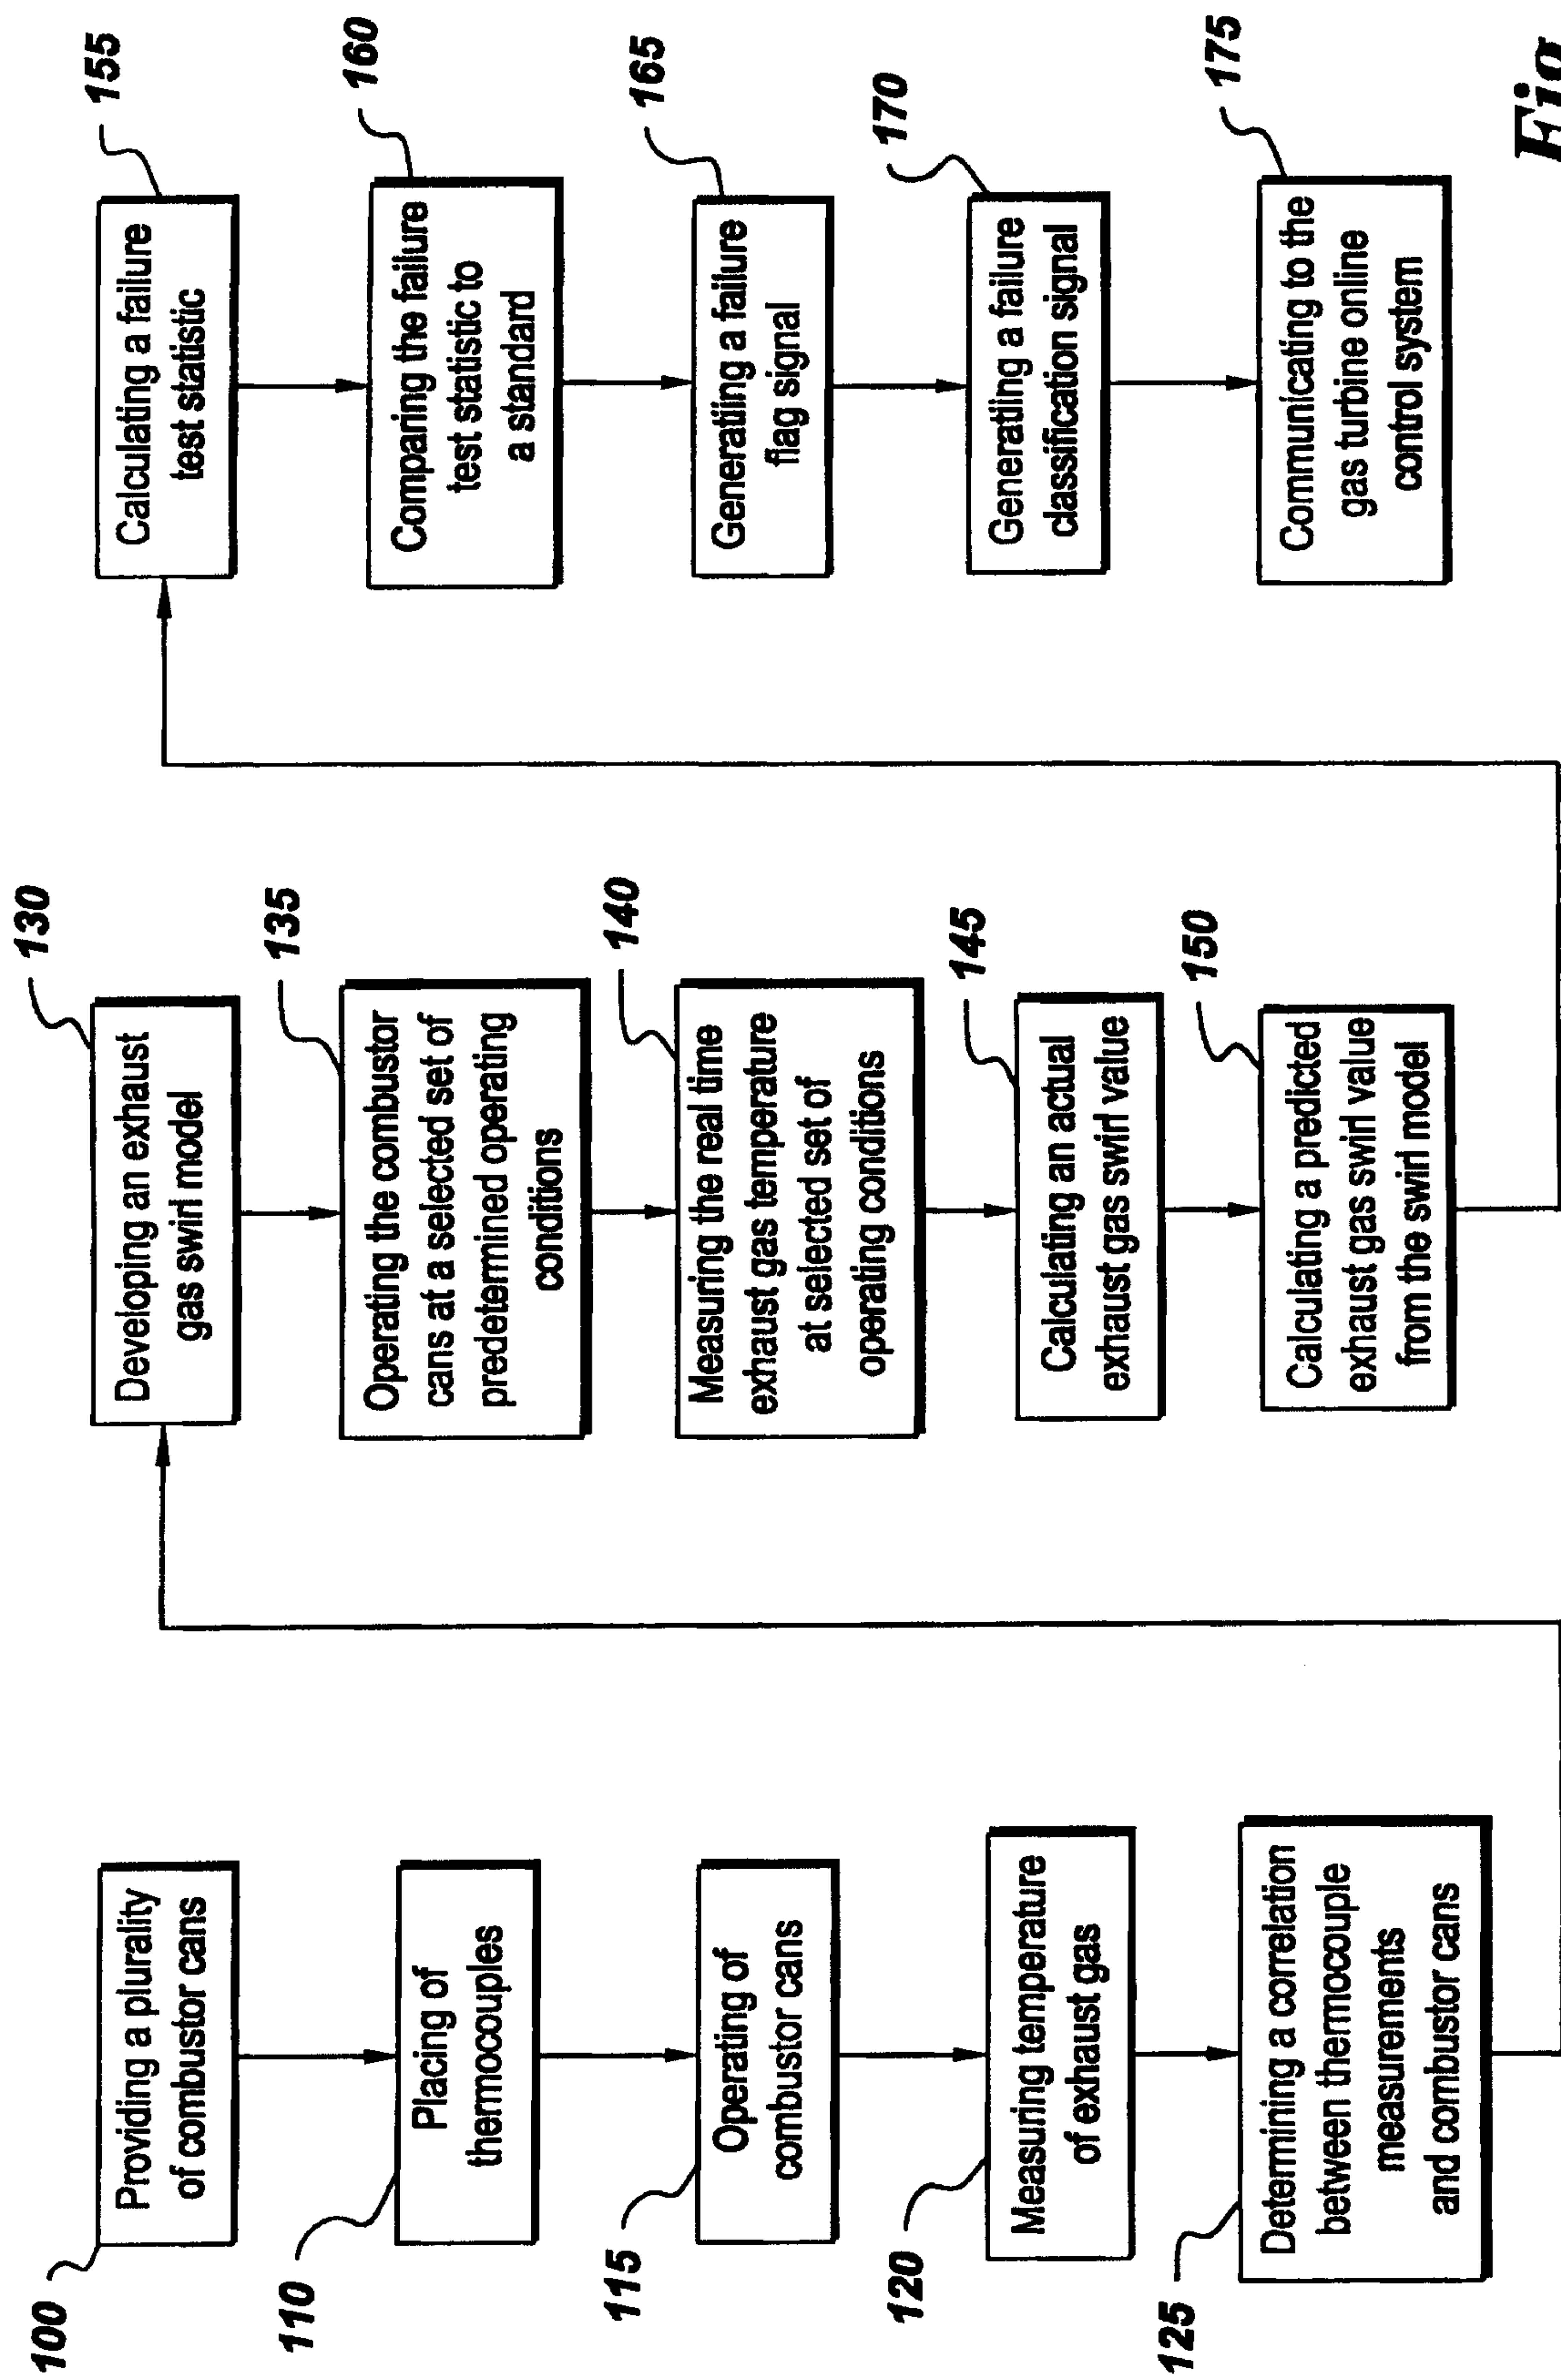 100
Providing a plurality
of combustor cans
110
Placing of
thermocouples
115
Operating of
combustor cans
120
Measuring temperature
of exhaust gas
125
Determining a correlation
between thermocouple
measurements
and combustor cans
130
Developing an exhaust
gas swirl model
135
Operating the combustor
cans at a selected set of
predetermined operating
conditions
140
Measuring the real time
exhaust gas temperature
at selected set of
operating conditions
145
Calculating an actual
exhaust gas swirl value
150
Calculating a predicted
exhaust gas swirl value
from the swirl model
155
Calculating a failure
test statistic
160
Comparing the failure
test statistic to
a standard
165
Generatiing a failure
flag signal
170
Generatiing a failure
classification signal
175
Communicating to the
gas turbine online
control system
Fig